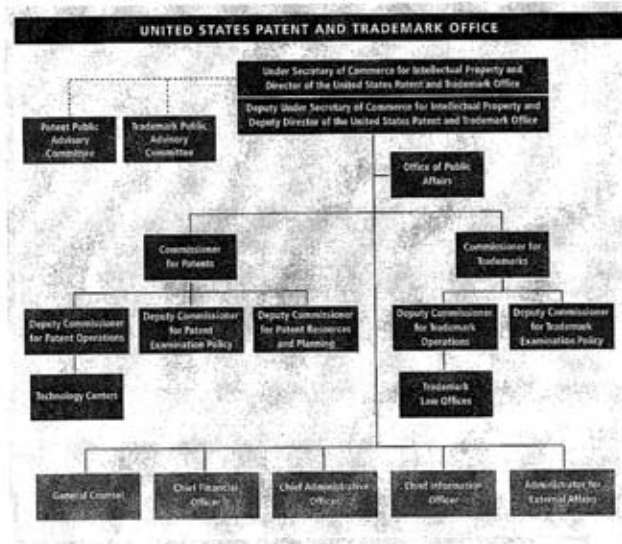 UNITED STATES PATENT AND TRADEMARK OFFICE
Under Secretary of Commerce for Intellectual Property and
Director of the United States Patent and Trademark Office
Deputy Under Secretary of Commerce for Intellectual Property and
Deputy Director of the United States Patent and Trademark Office
Patent Public
Advisory
Committee
Trademark Public
Advisory
Committee
Office of Public
Affairs
Commissioner
for Patents
Commissioner for
Trademarks
Deputy Commissioner
for Patent Operations
Deputy Commissioner
for Patent
Examination Policy
Deputy Commissioner
for Patent Resources
and Planning
Deputy Commissioner
for Trademark
Operations
Deputy Commissioner
for Trademark
Examination Policy
Technology Centers
Trademark
Law Offices
General Counsel
Chief Financial
Officer
Chief Administrative
Officer
Chief Information
Officer
Administrator for
External Affairs